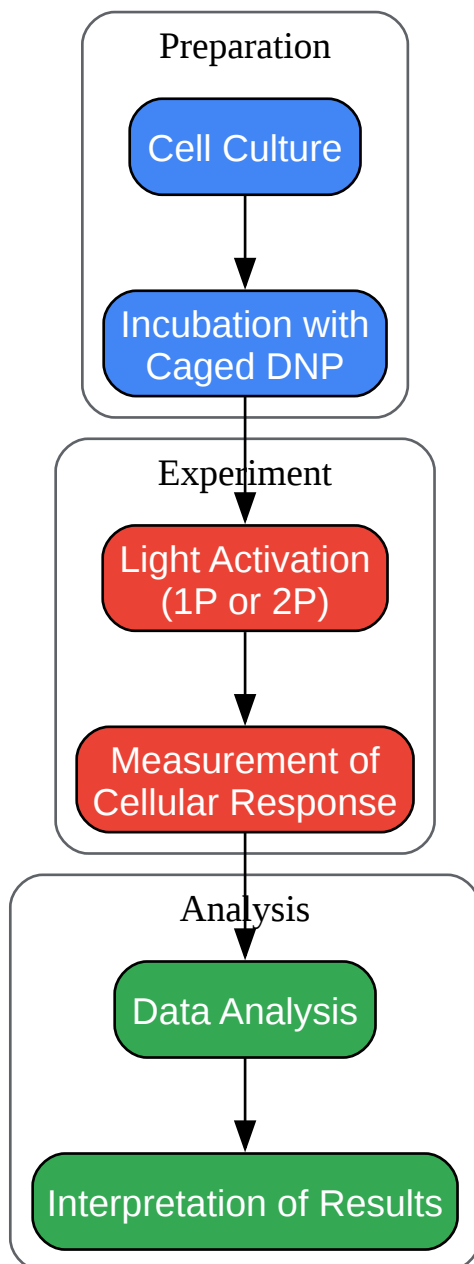 Preparation
Cell Culture
Incubation with
Caged DNP
Experiment
Light Activation
(1P or 2P)
Measurement of
Cellular Response
Analysis
Data Analysis
Interpretation of Results